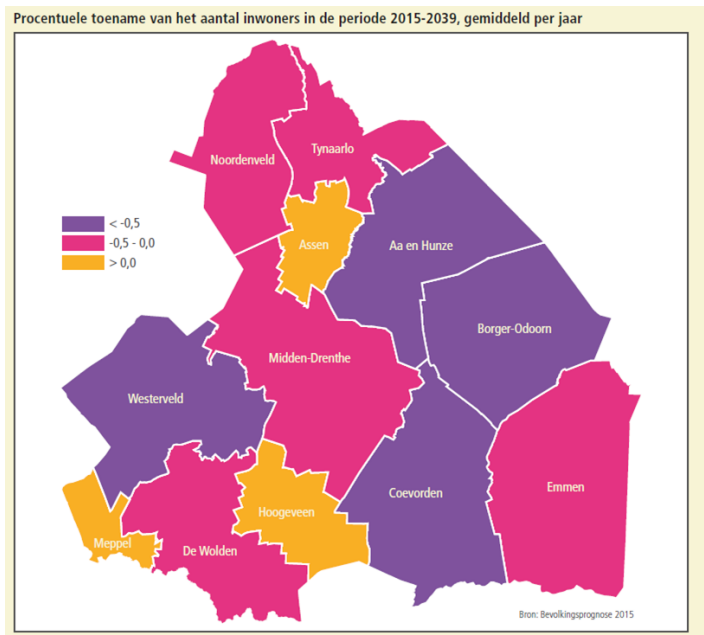 Procentuele toename van het aantal inwoners in de periode 2015-2039, gemiddeld per jaar
Noordenveld
Tynaarlo
< -0,5
-0,5 - 0,0
> 0,0
Assen
Aa en Hunze
Borger-Odoorn
Midden-Drenthe
Westerveld
Emmen
Coevorden
Hoogeveen
Meppel
De Wolden
Bron: Bevolkingsprognose 2015